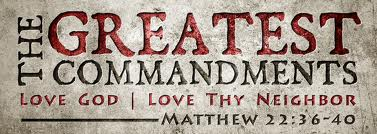 THE GREATEST
COMMANDMENTS
LOVE GOD | LOVE THY NEIGHBOR
MATTHEW 22:36-40